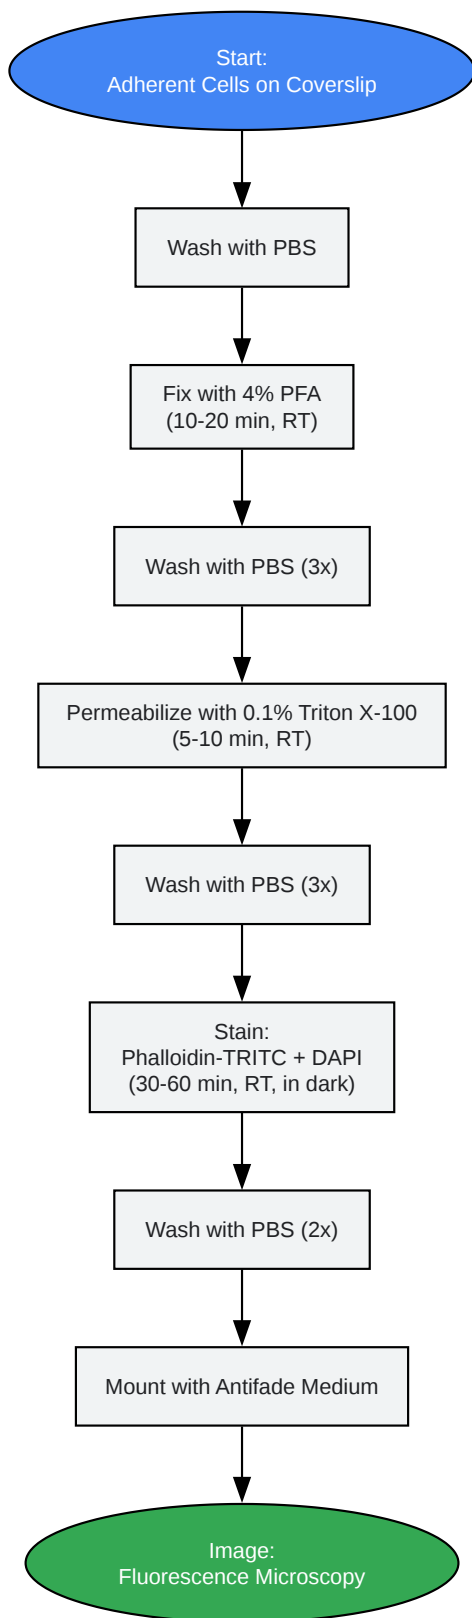 Start:
Adherent Cells on Coverslip
Wash with PBS
Fix with 4% PFA
(10-20 min, RT)
Wash with PBS (3x)
Permeabilize with 0.1% Triton X-100
(5-10 min, RT)
Wash with PBS (3x)
Stain:
Phalloidin-TRITC + DAPI
(30-60 min, RT, in dark)
Wash with PBS (2x)
Mount with Antifade Medium
Image:
Fluorescence Microscopy